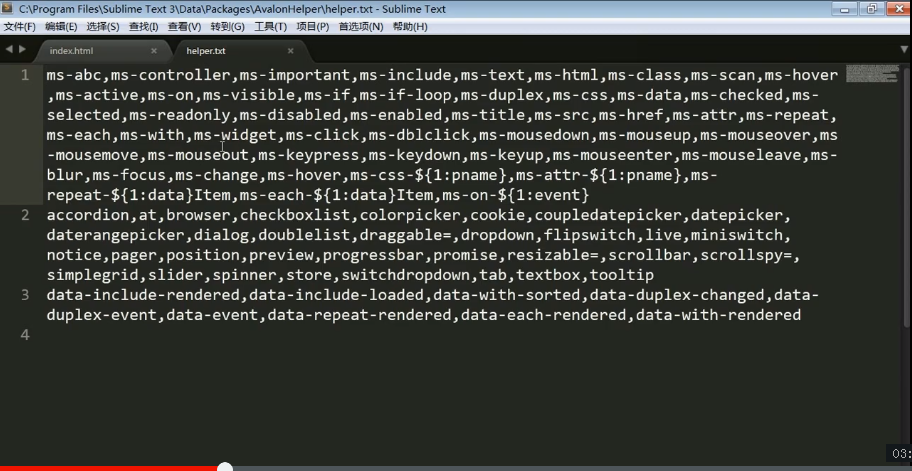 C:\Program Files\Sublime Text 3\Data\Packages\AvalonHelper\helper.txt - Sublime Text
文件(F) 编辑(E) 选择(S) 查找(I) 查看(V) 转到(G) 工具(T) 项目(P) 首选项(N) 帮助(H)
index.html × helper.txt ×
1 ms-abc,ms-controller,ms-important,ms-include,ms-text,ms-html,ms-class,ms-scan,ms-hover
,ms-active,ms-on,ms-visible,ms-if,ms-if-loop,ms-duplex,ms-css,ms-data,ms-checked,ms-
selected,ms-readonly,ms-disabled,ms-enabled,ms-title,ms-src,ms-href,ms-attr,ms-repeat,
ms-each,ms-with,ms-widget,ms-click,ms-dblclick,ms-mousedown,ms-mouseup,ms-mouseover,ms
-mousemove,ms-mouseout,ms-keypress,ms-keydown,ms-keyup,ms-mouseenter,ms-mouseleave,ms-
blur,ms-focus,ms-change,ms-hover,ms-css-${1:pname},ms-attr-${1:pname},ms-
repeat-${1:data}Item,ms-each-${1:data}Item,ms-on-${1:event}
2 accordion,at,browser,checkboxlist,colorpicker,cookie,coupledatepicker,datepicker,
daterangepicker,dialog,doublelist,draggable=,dropdown,flipswitch,live,miniswitch,
notice,pager,position,preview,progressbar,promise,resizable=,scrollbar,scrollspy=,
simplegrid,slider,spinner,store,switchdropdown,tab,textbox,tooltip
3 data-include-rendered,data-include-loaded,data-with-sorted,data-duplex-changed,data-
duplex-event,data-event,data-repeat-rendered,data-each-rendered,data-with-rendered
4
03: